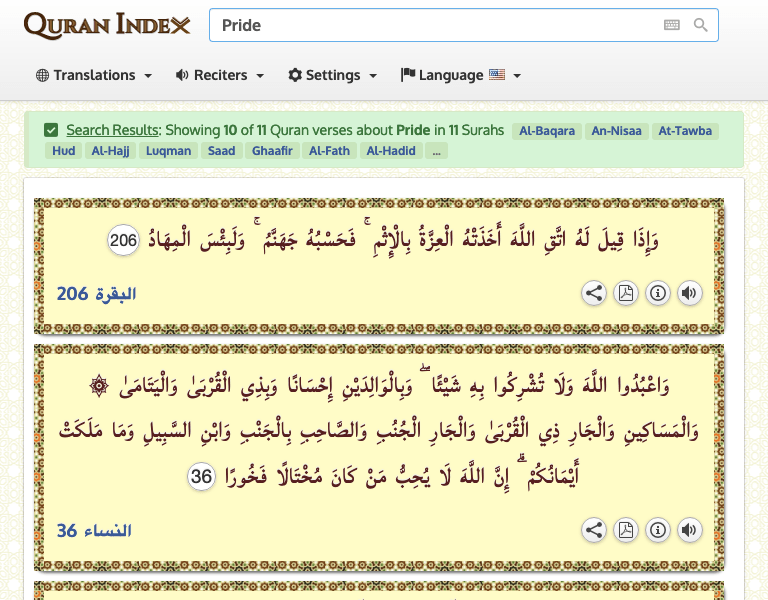 QURAN INDEX
Pride
Translations
Reciters
Settings
Language
Search Results: Showing 10 of 11 Quran verses about Pride in 11 Surahs Al-Baqara An-Nisaa At-Tawba
Hud Al-Hajj Luqman Saad Ghaafir Al-Fath Al-Hadid ...
وَإِذَا قِيلَ لَهُ اتَّقِ اللَّهَ أَخَذَتْهُ الْعِزَّةُ بِالْإِثْمِ ۚ فَحَسْبُهُ جَهَنَّمُ ۚ وَلَبِئْسَ الْمِهَادُ 206
البقرة 206
وَاعْبُدُوا اللَّهَ وَلَا تُشْرِكُوا بِهِ شَيْئًا ۖ وَبِالْوَالِدَيْنِ إِحْسَانًا وَبِذِي الْقُرْبَىٰ وَالْيَتَامَىٰ ۞
وَالْمَسَاكِينِ وَالْجَارِ ذِي الْقُرْبَىٰ وَالْجَارِ الْجُنُبِ وَالصَّاحِبِ بِالْجَنْبِ وَابْنِ السَّبِيلِ وَمَا مَلَكَتْ
أَيْمَانُكُمْ ۗ إِنَّ اللَّهَ لَا يُحِبُّ مَنْ كَانَ مُخْتَالًا فَخُورًا 36
النساء 36